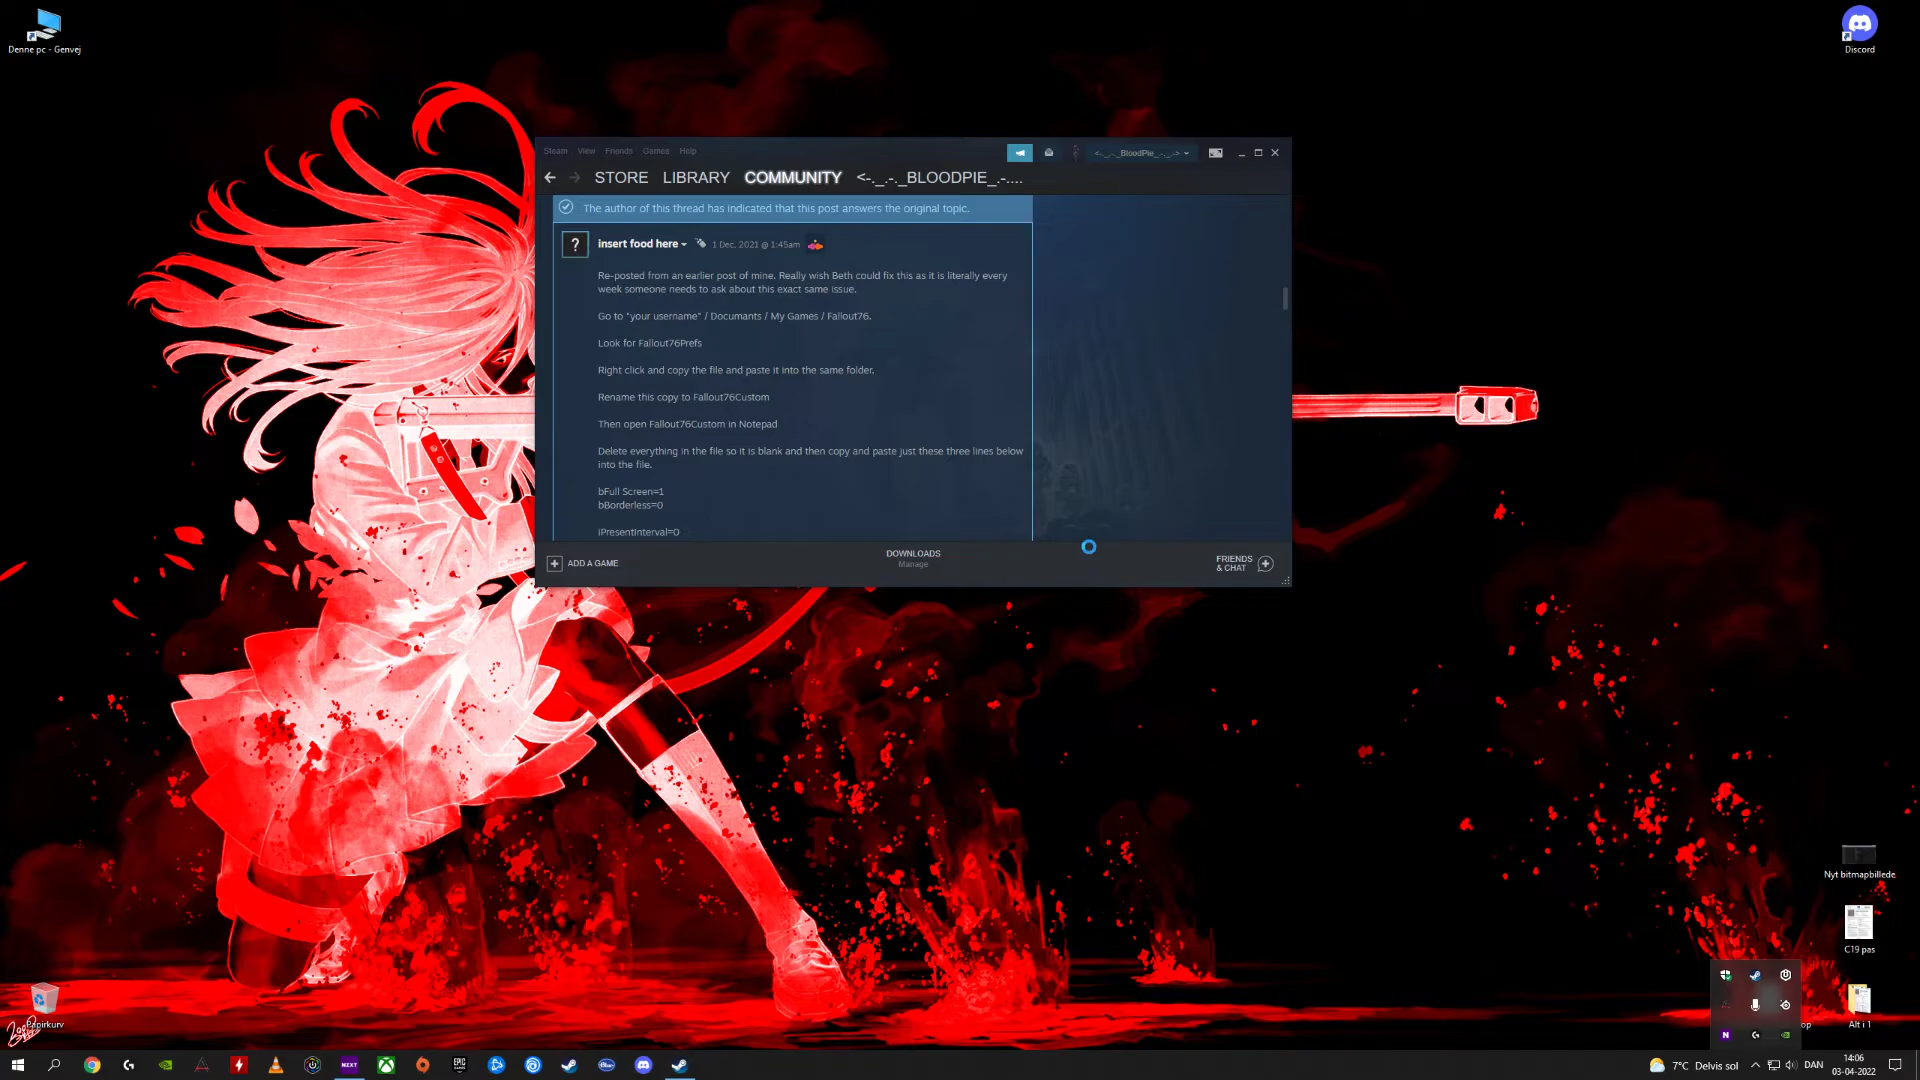 Denne pc - Genvej
Discord
Steam View Friends Games Help
<-._.-._BloodPie_.-._.->
STORE LIBRARY COMMUNITY <-._.-._BLOODPIE_.-....
The author of this thread has indicated that this post answers the original topic.
?
insert food here
1 Dec, 2021 @ 1:45am
Re-posted from an earlier post of mine. Really wish Beth could fix this as it is literally every
week someone needs to ask about this exact same issue.
Go to "your username" / Documants / My Games / Fallout76.
Look for Fallout76Prefs
Right click and copy the file and paste it into the same folder.
Rename this copy to Fallout76Custom
Then open Fallout76Custom in Notepad
Delete everything in the file so it is blank and then copy and paste just these three lines below
into the file.
bFull Screen=1
bBorderless=0
iPresentInterval=0
ADD A GAME
DOWNLOADS
Manage
FRIENDS
& CHAT
Nyt bitmapbillede
C19 pas
Alt i 1
op
Papirkurv
N
NEXT
EPIC
GAMES
7°C Delvis sol
DAN
14:06
03-04-2022